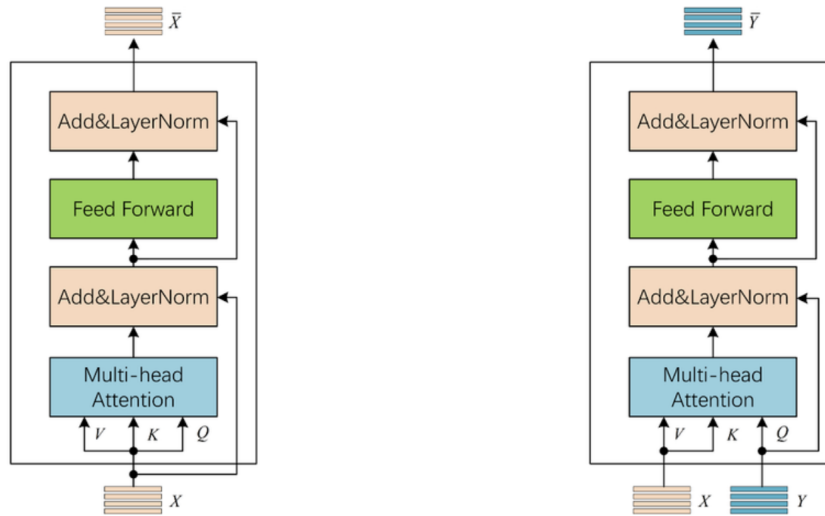 X̄
Add&LayerNorm
Feed Forward
Add&LayerNorm
Multi-head
Attention
V K Q
X
Ȳ
Add&LayerNorm
Feed Forward
Add&LayerNorm
Multi-head
Attention
V K Q
X Y